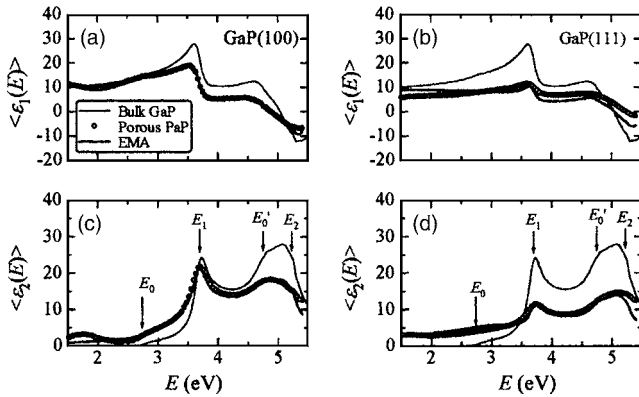 (a)
GaP(100)
<ε₁(E)>
40
30
20
10
0
-10
-20
Bulk GaP
Porous PaP
EMA
(b)
GaP(111)
<ε₁(E)>
40
30
20
10
0
-10
-20
(c)
<ε₂(E)>
40
30
20
10
0
E₀
E₁
E₀'
E₂
2
3
4
5
E (eV)
(d)
<ε₂(E)>
40
30
20
10
0
E₀
E₁
E₀'
E₂
2
3
4
5
E (eV)